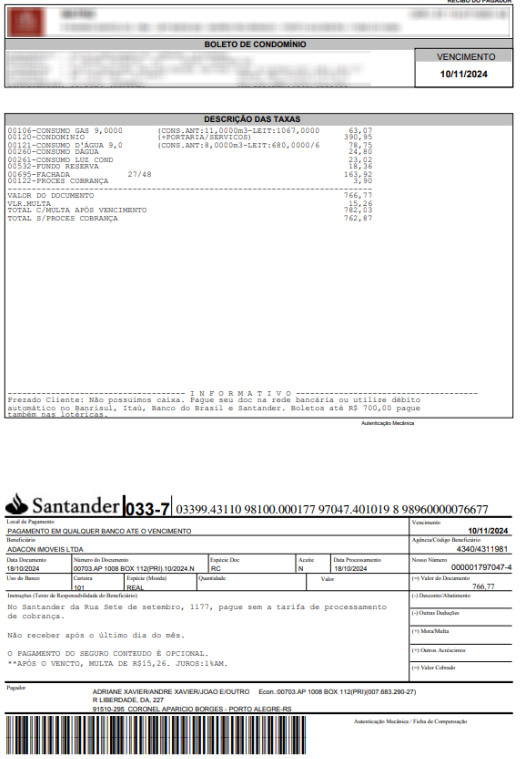 RECIBO DO PAGADOR
BOLETO DE CONDOMÍNIO
VENCIMENTO
10/11/2024
DESCRIÇÃO DAS TAXAS
00106-CONSUMO GAS 9,0000 (CONS.ANT:11,0000m3-LEIT:1067,0000 63,07
00120-CONDOMINIO (+PORTARIA/SERVICOS) 390,95
00121-CONSUMO D'ÁGUA 9,0 (CONS.ANT:8,0000m3-LEIT:680,0000/6 78,75
00260-CONSUMO DAGUA 24,80
00261-CONSUMO LUZ COND 23,02
00532-FUNDO RESERVA 18,36
00695-FACHADA 27/48 163,92
00122-PROCES COBRANÇA 3,90
VALOR DO DOCUMENTO 766,77
VLR.MULTA 15,26
TOTAL C/MULTA APÓS VENCIMENTO 782,03
TOTAL S/PROCES COBRANÇA 762,87
I N F O R M A T I V O
Prezado Cliente: Não possuimos caixa. Pague seu doc na rede bancária ou utilize débito
automático no Banrisul, Itaú, Banco do Brasil e Santander. Boletos até R$ 700,00 pague
também nas lotéricas.
Autenticação Mecânica
Santander 033-7 03399.43110 98100.000177 97047.401019 8 98960000076677
Local de Pagamento
PAGAMENTO EM QUALQUER BANCO ATE O VENCIMENTO
Vencimento
10/11/2024
Beneficiário
ADACON IMOVEIS LTDA
Agência/Código Beneficiário
4340/4311981
Data Documento Número do Documento Espécie Doc Aceite Data Processamento Nosso Número
18/10/2024 00703.AP 1008 BOX 112(PRI).10/2024.N RC N 18/10/2024 000001797047-4
Uso do Banco Carteira Espécie (Moeda) Quantidade Valor (=) Valor do Documento
101 REAL 766,77
Instruções (Texto de Responsabilidade do Beneficiário)
No Santander da Rua Sete de setembro, 1177, pague sem a tarifa de processamento
de cobrança.
Não receber após o último dia do mês.
O PAGAMENTO DO SEGURO CONTEUDO É OPCIONAL.
**APÓS O VENCTO, MULTA DE R$15,26. JUROS:1%AM.
(-) Desconto/Abatimento
(-) Outras Deduções
(+) Mora/Multa
(+) Outros Acréscimos
(=) Valor Cobrado
Pagador
ADRIANE XAVIER/ANDRE XAVIER/JOAO E/OUTRO Econ.:00703.AP 1008 BOX 112(PRI)(007.683.290-27)
R LIBERDADE, DA, 227
91510-295 CORONEL APARICIO BORGES - PORTO ALEGRE-RS
Autenticação Mecânica / Ficha de Compensação